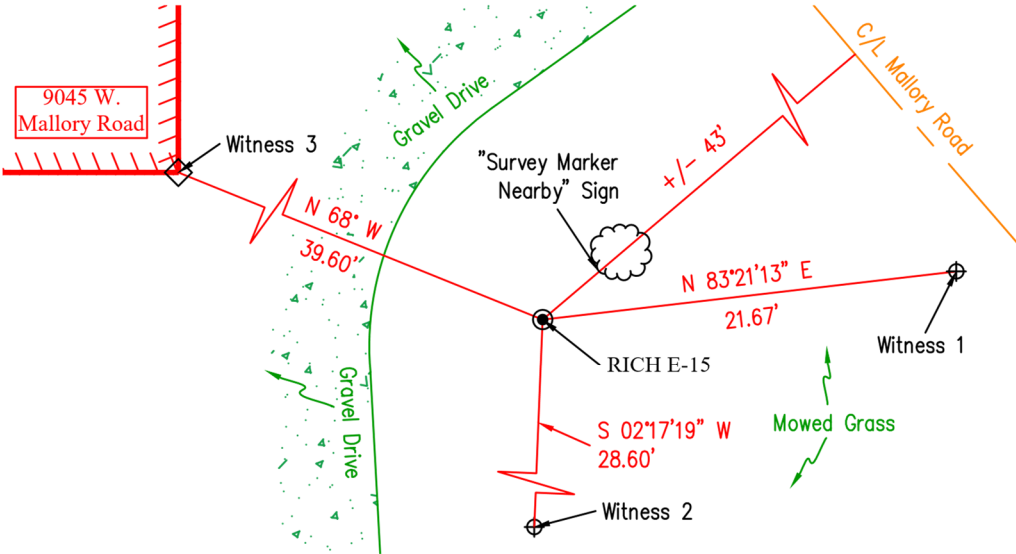 9045 W.
Mallory Road
Witness 3
Gravel Drive
C/L Mallory Road
+/- 43'
"Survey Marker
Nearby" Sign
N 68° W
39.60'
N 83°21'13" E
21.67'
Witness 1
RICH E-15
Gravel Drive
S 02°17'19" W
28.60'
Mowed Grass
Witness 2